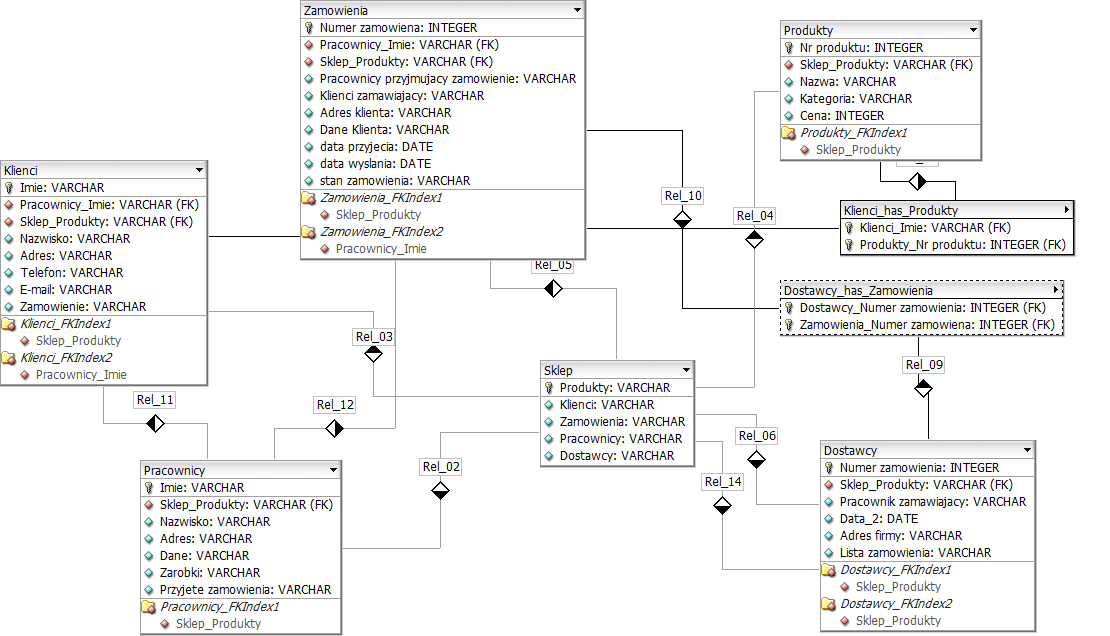 Zamowienia
Numer zamowiena: INTEGER
Pracownicy_Imie: VARCHAR (FK)
Sklep_Produkty: VARCHAR (FK)
Pracownicy przyjmujacy zamowienie: VARCHAR
Klienci zamawiajacy: VARCHAR
Adres klienta: VARCHAR
Dane Klienta: VARCHAR
data przyjecia: DATE
data wyslania: DATE
stan zamowienia: VARCHAR
Zamowienia_FKIndex1
Sklep_Produkty
Zamowienia_FKIndex2
Pracownicy_Imie
Produkty
Nr produktu: INTEGER
Sklep_Produkty: VARCHAR (FK)
Nazwa: VARCHAR
Kategoria: VARCHAR
Cena: INTEGER
Produkty_FKIndex1
Sklep_Produkty
Klienci
Imie: VARCHAR
Pracownicy_Imie: VARCHAR (FK)
Sklep_Produkty: VARCHAR (FK)
Nazwisko: VARCHAR
Adres: VARCHAR
Telefon: VARCHAR
E-mail: VARCHAR
Zamowienie: VARCHAR
Klienci_FKIndex1
Sklep_Produkty
Klienci_FKIndex2
Pracownicy_Imie
Rel_10
Rel_04
Klienci_has_Produkty
Klienci_Imie: VARCHAR (FK)
Produkty_Nr produktu: INTEGER (FK)
Rel_05
Dostawcy_has_Zamowienia
Dostawcy_Numer zamowienia: INTEGER (FK)
Zamowienia_Numer zamowiena: INTEGER (FK)
Rel_03
Rel_09
Sklep
Produkty: VARCHAR
Klienci: VARCHAR
Zamowienia: VARCHAR
Pracownicy: VARCHAR
Dostawcy: VARCHAR
Rel_11
Rel_12
Rel_06
Rel_02
Rel_14
Pracownicy
Imie: VARCHAR
Sklep_Produkty: VARCHAR (FK)
Nazwisko: VARCHAR
Adres: VARCHAR
Dane: VARCHAR
Zarobki: VARCHAR
Przyjete zamowienia: VARCHAR
Pracownicy_FKIndex1
Sklep_Produkty
Dostawcy
Numer zamowienia: INTEGER
Sklep_Produkty: VARCHAR (FK)
Pracownik zamawiajacy: VARCHAR
Data_2: DATE
Adres firmy: VARCHAR
Lista zamowienia: VARCHAR
Dostawcy_FKIndex1
Sklep_Produkty
Dostawcy_FKIndex2
Sklep_Produkty